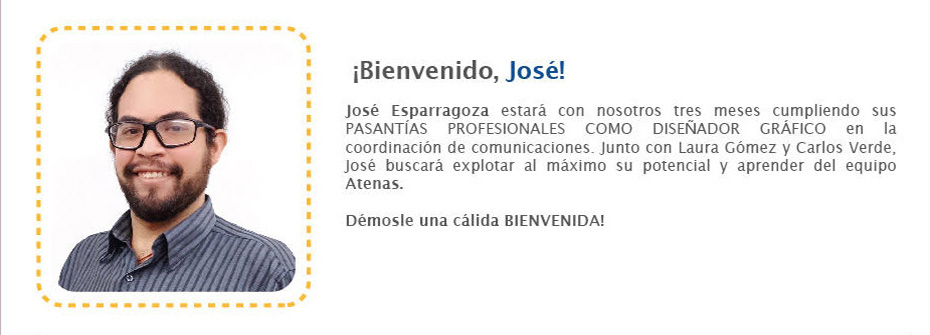 ¡Bienvenido, José!
José Esparragoza estará con nosotros tres meses cumpliendo sus
PASANTÍAS PROFESIONALES COMO DISEÑADOR GRÁFICO en la
coordinación de comunicaciones. Junto con Laura Gómez y Carlos Verde,
José buscará explotar al máximo su potencial y aprender del equipo
Atenas.
Démosle una cálida BIENVENIDA!